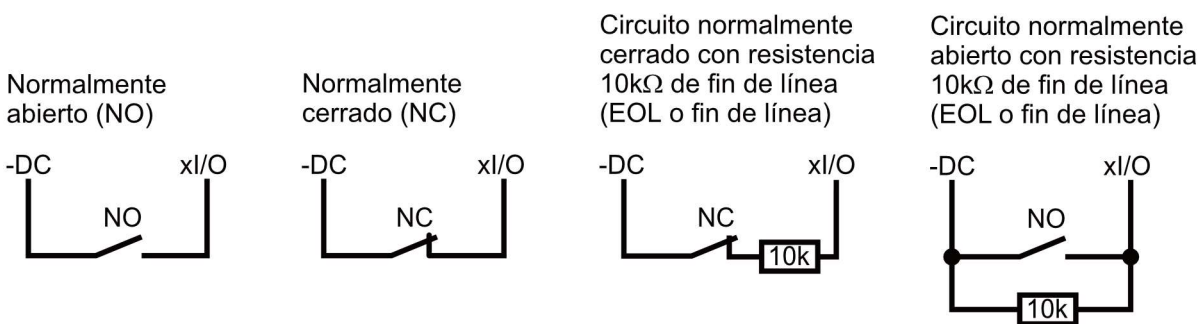 Normalmente
abierto (NO)
-DC
xI/O
NO
Normalmente
cerrado (NC)
-DC
xI/O
NC
Circuito normalmente
cerrado con resistencia
10kΩ de fin de línea
(EOL o fin de línea)
-DC
xI/O
NC
10k
Circuito normalmente
abierto con resistencia
10kΩ de fin de línea
(EOL o fin de línea)
-DC
xI/O
NO
10k